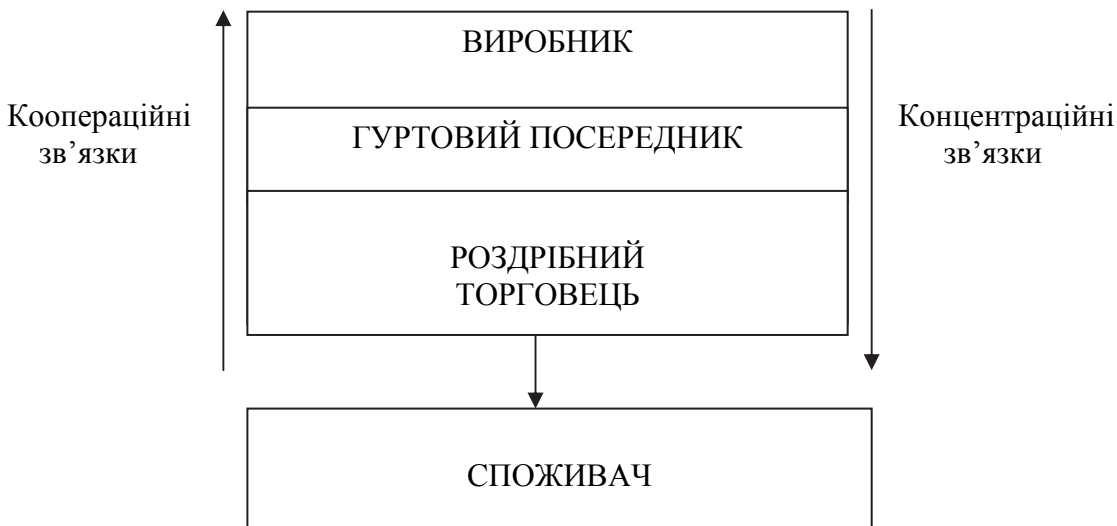 ВИРОБНИК
Коопераційні
зв’язки
ГУРТОВИЙ ПОСЕРЕДНИК
Концентраційні
зв’язки
РОЗДРІБНИЙ
ТОРГОВЕЦЬ
СПОЖИВАЧ